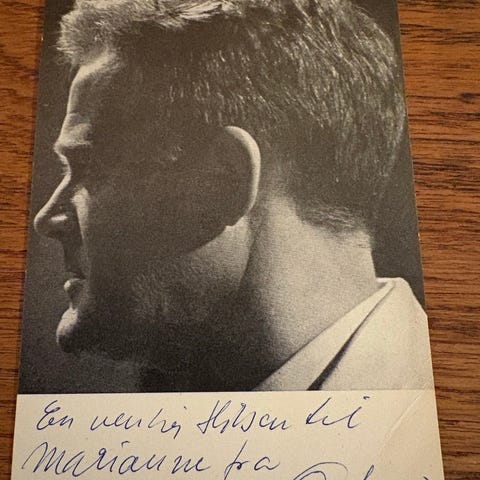 En venlig Hilsen til
Marianne fra